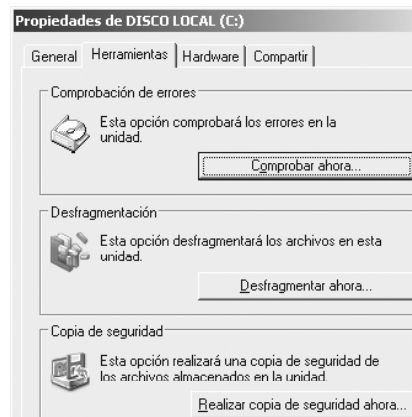 Propiedades de DISCO LOCAL (C:)
General Herramientas Hardware Compartir
Comprobación de errores
Esta opción comprobará los errores en la
unidad.
Comprobar ahora...
Desfragmentación
Esta opción desfragmentará los archivos en esta
unidad.
Desfragmentar ahora...
Copia de seguridad
Esta opción realizará una copia de seguridad de
los archivos almacenados en la unidad.
Realizar copia de seguridad ahora...